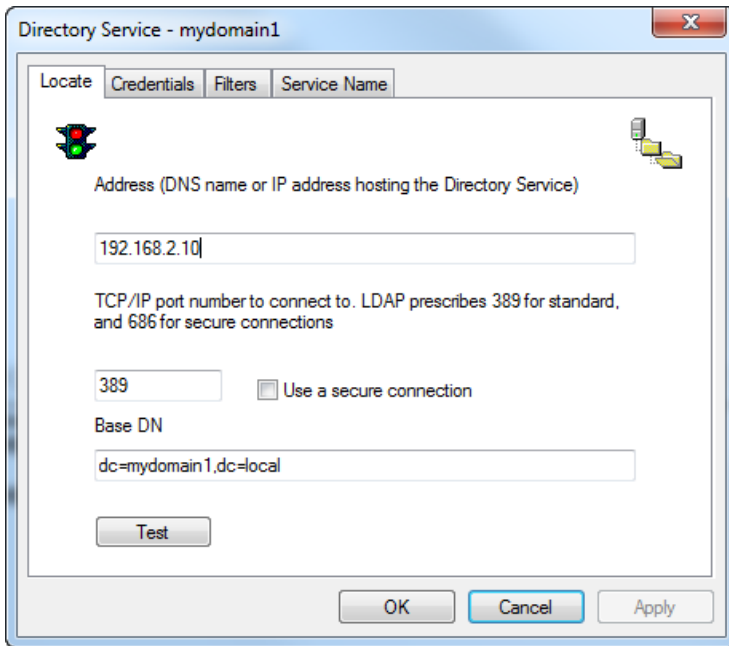 Directory Service - mydomain1
Locate
Credentials
Filters
Service Name
Address (DNS name or IP address hosting the Directory Service)
192.168.2.10
TCP/IP port number to connect to. LDAP prescribes 389 for standard,
and 686 for secure connections
389
Use a secure connection
Base DN
dc=mydomain1,dc=local
Test
OK
Cancel
Apply